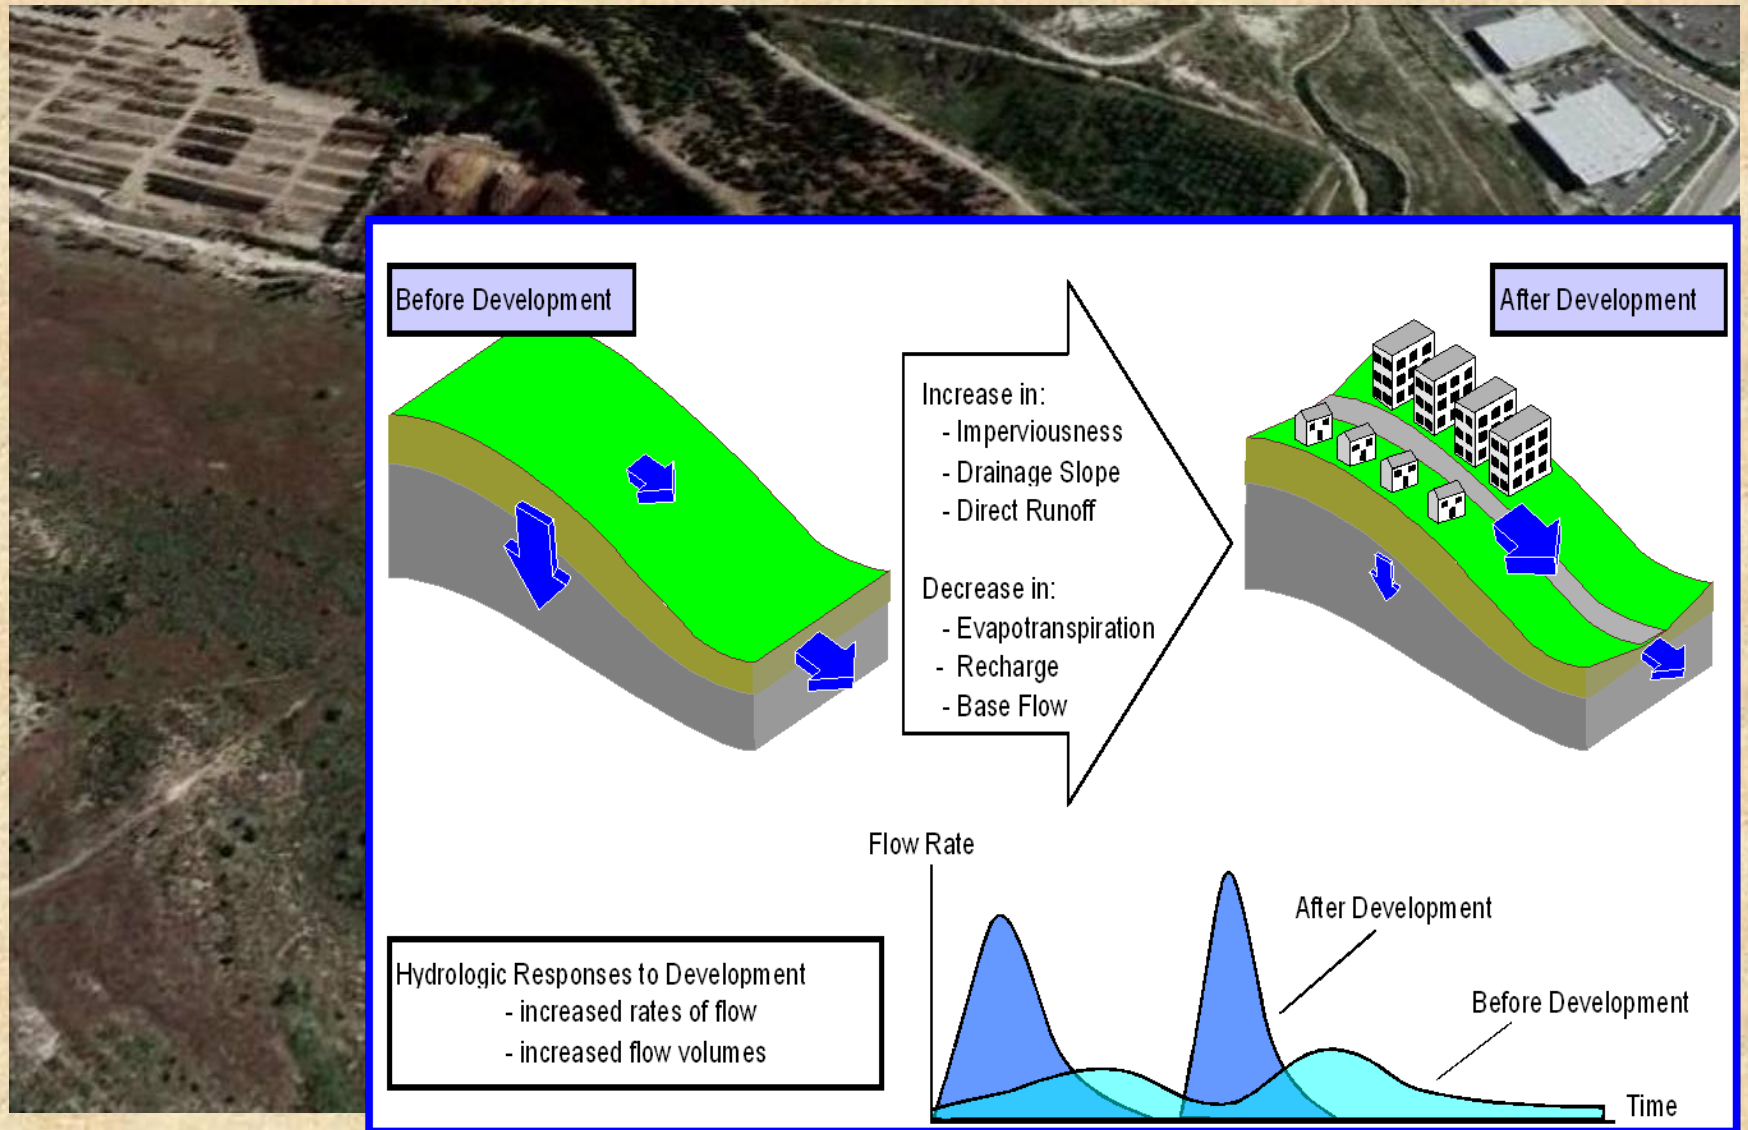 Before Development
After Development
Increase in:
- Imperviousness
- Drainage Slope
- Direct Runoff
Decrease in:
- Evapotranspiration
- Recharge
- Base Flow
Flow Rate
After Development
Before Development
Time
Hydrologic Responses to Development
- increased rates of flow
- increased flow volumes